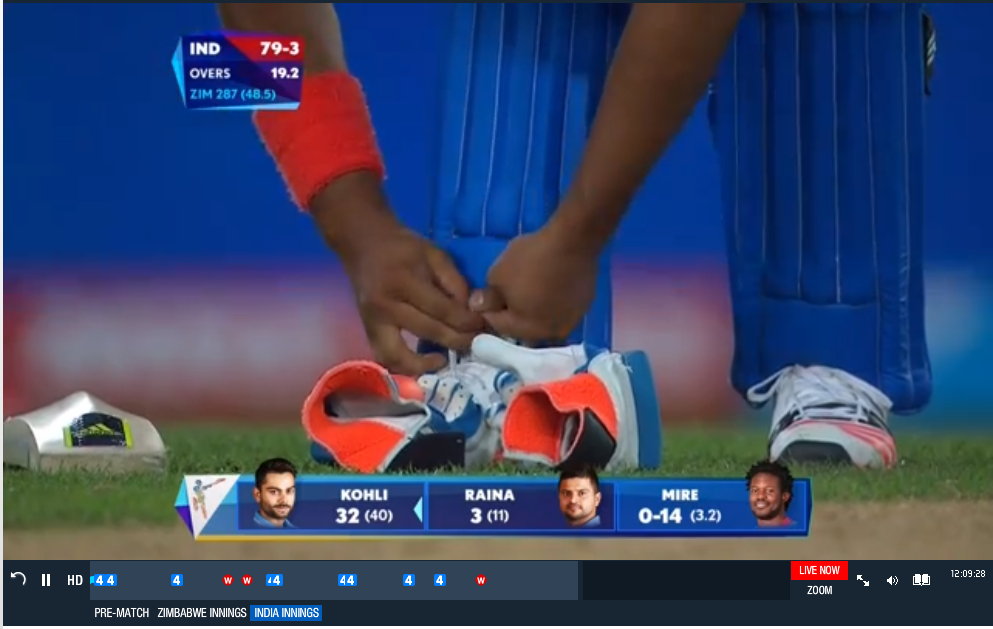 IND 79-3
OVERS 19.2
ZIM 287 (48.5)
KOHLI
32 (40)
RAINA
3 (11)
MIRE
0-14 (3.2)
HD
4 4 4 w w 4 4 4 4 4 4 w
LIVE NOW
ZOOM
12:09:28
PRE-MATCH ZIMBABWE INNINGS INDIA INNINGS